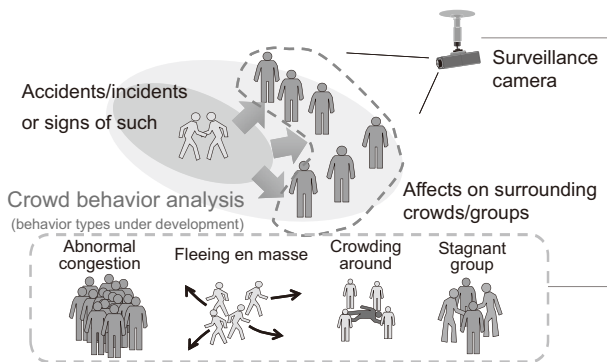 Surveillance
camera
Accidents/incidents
or signs of such
Affects on surrounding
crowds/groups
Crowd behavior analysis
(behavior types under development)
Abnormal
congestion
Fleeing en masse
Crowding
around
Stagnant
group